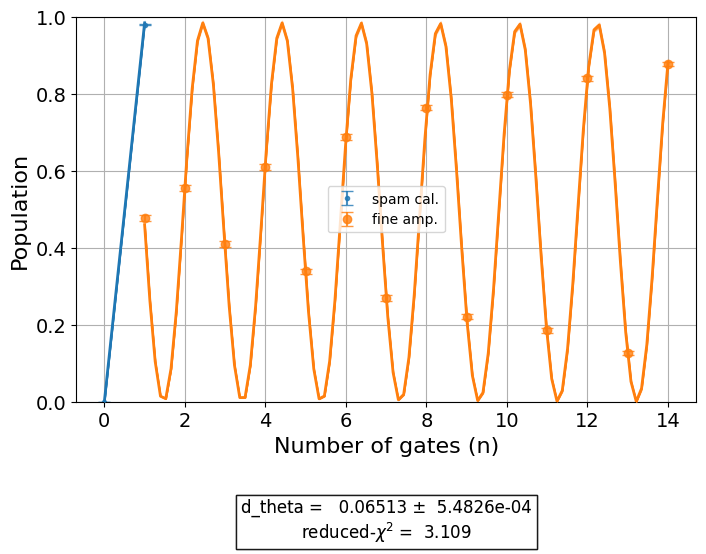 1.0
0.8
0.6
0.4
0.2
0.0
Population
spam cal.
fine amp.
0 2 4 6 8 10 12 14
Number of gates (n)
d_theta = 0.06513 ± 5.4826e-04
reduced-χ² = 3.109